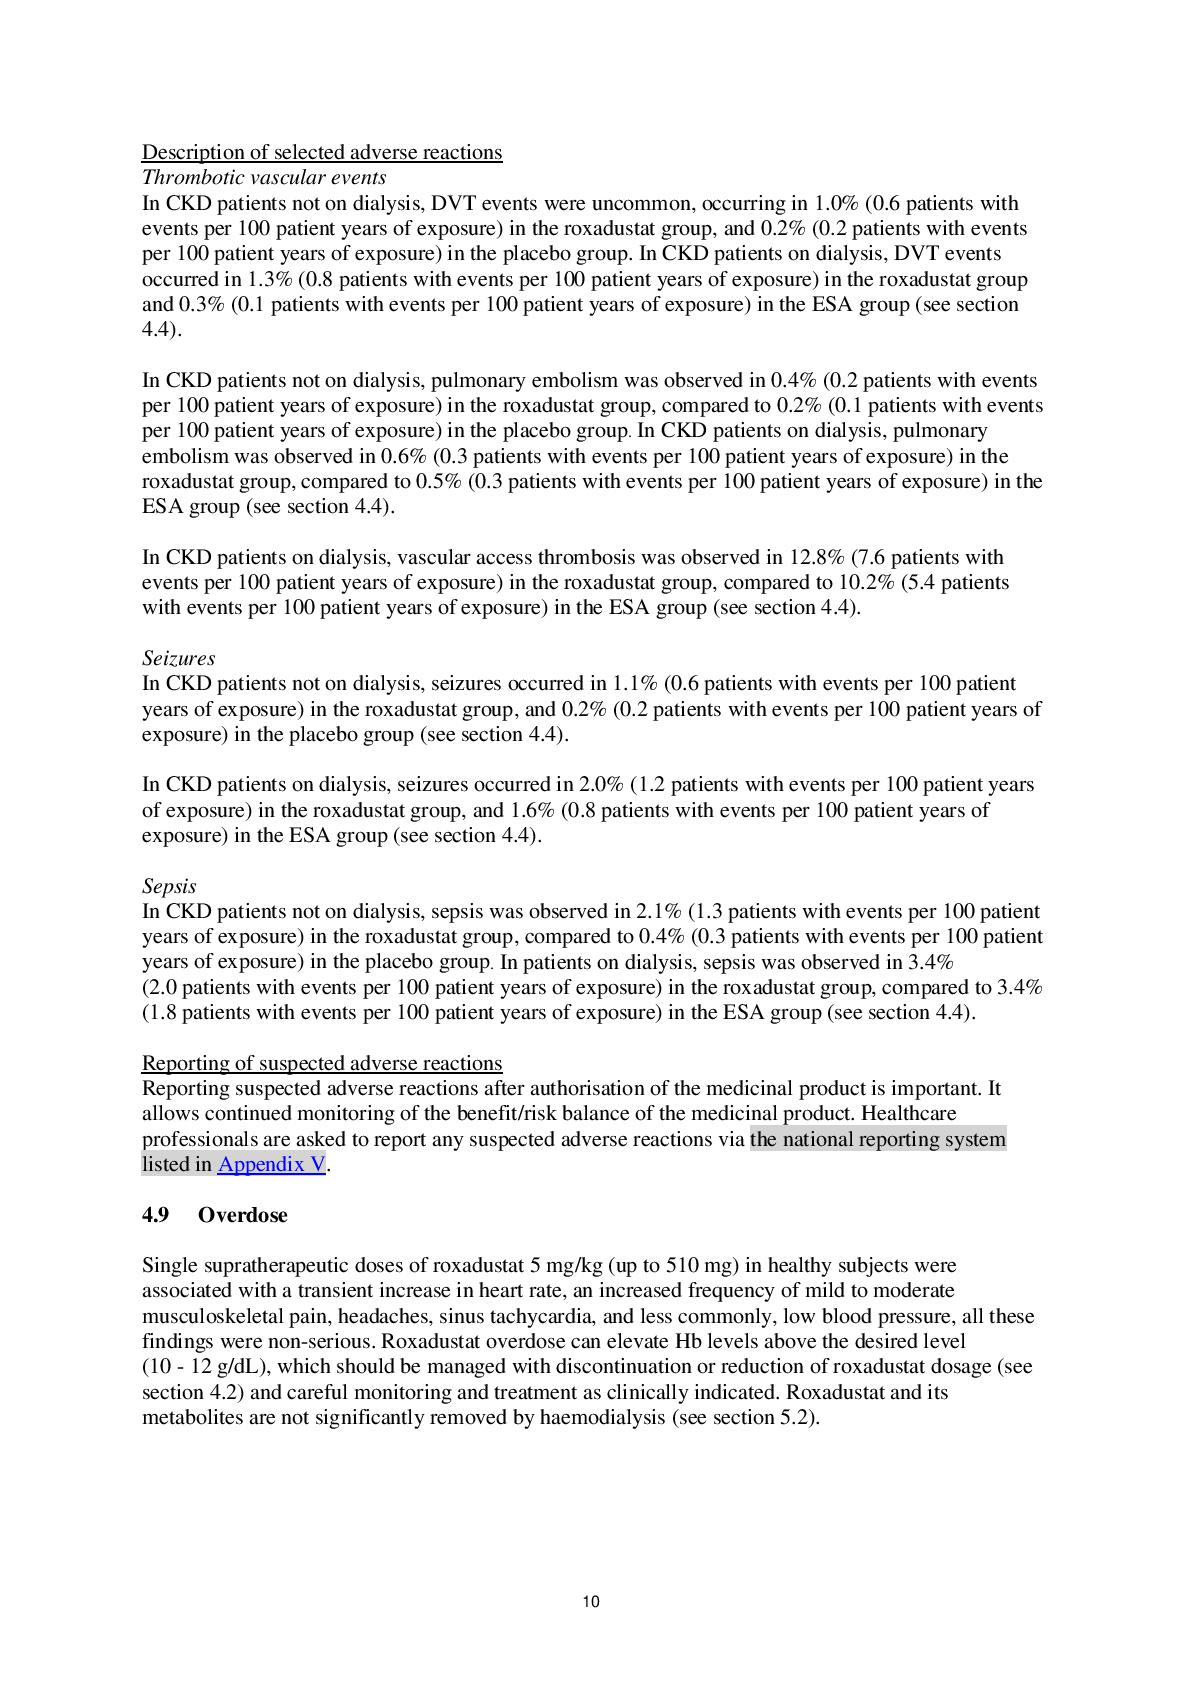 Description of selected adverse reactions
Thrombotic vascular events
In CKD patients not on dialysis, DVT events were uncommon, occurring in 1.0% (0.6 patients with
events per 100 patient years of exposure) in the roxadustat group, and 0.2% (0.2 patients with events
per 100 patient years of exposure) in the placebo group. In CKD patients on dialysis, DVT events
occurred in 1.3% (0.8 patients with events per 100 patient years of exposure) in the roxadustat group
and 0.3% (0.1 patients with events per 100 patient years of exposure) in the ESA group (see section
4.4).
In CKD patients not on dialysis, pulmonary embolism was observed in 0.4% (0.2 patients with events
per 100 patient years of exposure) in the roxadustat group, compared to 0.2% (0.1 patients with events
per 100 patient years of exposure) in the placebo group. In CKD patients on dialysis, pulmonary
embolism was observed in 0.6% (0.3 patients with events per 100 patient years of exposure) in the
roxadustat group, compared to 0.5% (0.3 patients with events per 100 patient years of exposure) in the
ESA group (see section 4.4).
In CKD patients on dialysis, vascular access thrombosis was observed in 12.8% (7.6 patients with
events per 100 patient years of exposure) in the roxadustat group, compared to 10.2% (5.4 patients
with events per 100 patient years of exposure) in the ESA group (see section 4.4).
Seizures
In CKD patients not on dialysis, seizures occurred in 1.1% (0.6 patients with events per 100 patient
years of exposure) in the roxadustat group, and 0.2% (0.2 patients with events per 100 patient years of
exposure) in the placebo group (see section 4.4).
In CKD patients on dialysis, seizures occurred in 2.0% (1.2 patients with events per 100 patient years
of exposure) in the roxadustat group, and 1.6% (0.8 patients with events per 100 patient years of
exposure) in the ESA group (see section 4.4).
Sepsis
In CKD patients not on dialysis, sepsis was observed in 2.1% (1.3 patients with events per 100 patient
years of exposure) in the roxadustat group, compared to 0.4% (0.3 patients with events per 100 patient
years of exposure) in the placebo group. In patients on dialysis, sepsis was observed in 3.4%
(2.0 patients with events per 100 patient years of exposure) in the roxadustat group, compared to 3.4%
(1.8 patients with events per 100 patient years of exposure) in the ESA group (see section 4.4).
Reporting of suspected adverse reactions
Reporting suspected adverse reactions after authorisation of the medicinal product is important. It
allows continued monitoring of the benefit/risk balance of the medicinal product. Healthcare
professionals are asked to report any suspected adverse reactions via the national reporting system
listed in Appendix V.
4.9 Overdose
Single supratherapeutic doses of roxadustat 5 mg/kg (up to 510 mg) in healthy subjects were
associated with a transient increase in heart rate, an increased frequency of mild to moderate
musculoskeletal pain, headaches, sinus tachycardia, and less commonly, low blood pressure, all these
findings were non-serious. Roxadustat overdose can elevate Hb levels above the desired level
(10 - 12 g/dL), which should be managed with discontinuation or reduction of roxadustat dosage (see
section 4.2) and careful monitoring and treatment as clinically indicated. Roxadustat and its
metabolites are not significantly removed by haemodialysis (see section 5.2).
10